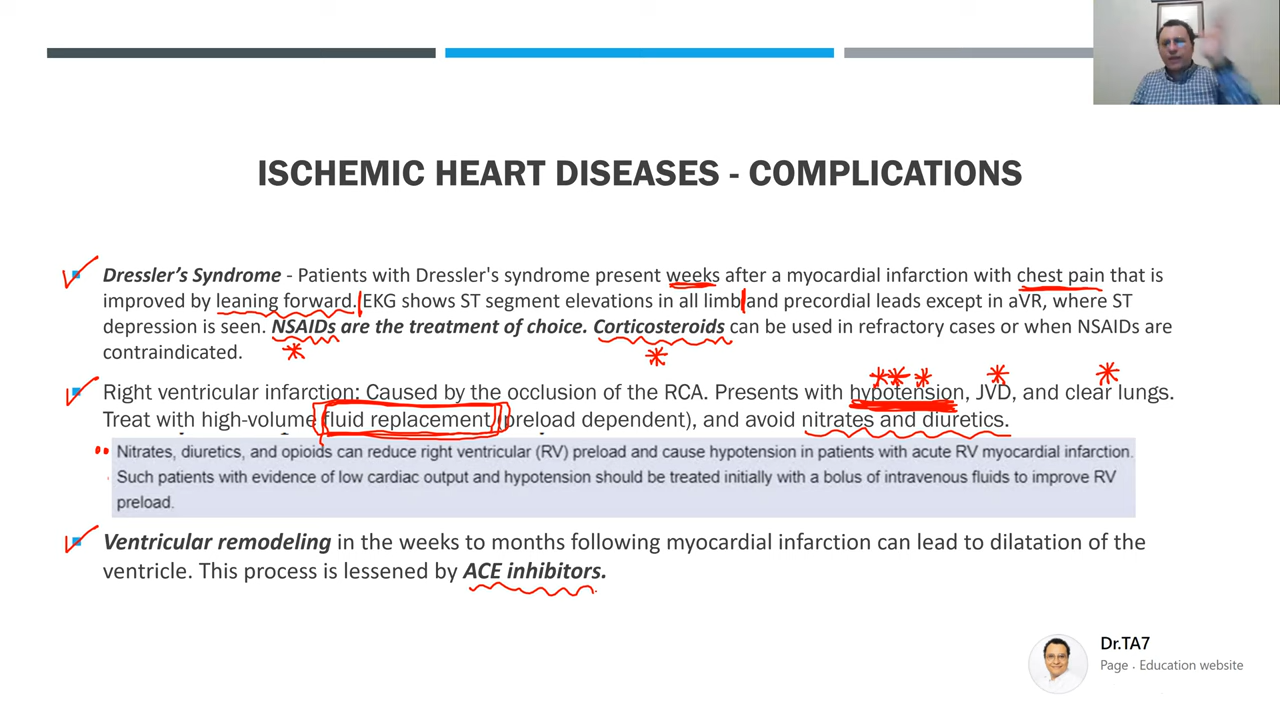 ISCHEMIC HEART DISEASES - COMPLICATIONS
Dressler's Syndrome - Patients with Dressler's syndrome present weeks after a myocardial infarction with chest pain that is
improved by leaning forward. EKG shows ST segment elevations in all limb and precordial leads except in aVR, where ST
depression is seen. NSAIDs are the treatment of choice. Corticosteroids can be used in refractory cases or when NSAIDs are
contraindicated.
Right ventricular infarction: Caused by the occlusion of the RCA. Presents with hypotension, JVD, and clear lungs.
Treat with high-volume fluid replacement (preload dependent), and avoid nitrates and diuretics.
Nitrates, diuretics, and opioids can reduce right ventricular (RV) preload and cause hypotension in patients with acute RV myocardial infarction.
Such patients with evidence of low cardiac output and hypotension should be treated initially with a bolus of intravenous fluids to improve RV
preload.
Ventricular remodeling in the weeks to months following myocardial infarction can lead to dilatation of the
ventricle. This process is lessened by ACE inhibitors.
Dr.TA7
Page · Education website